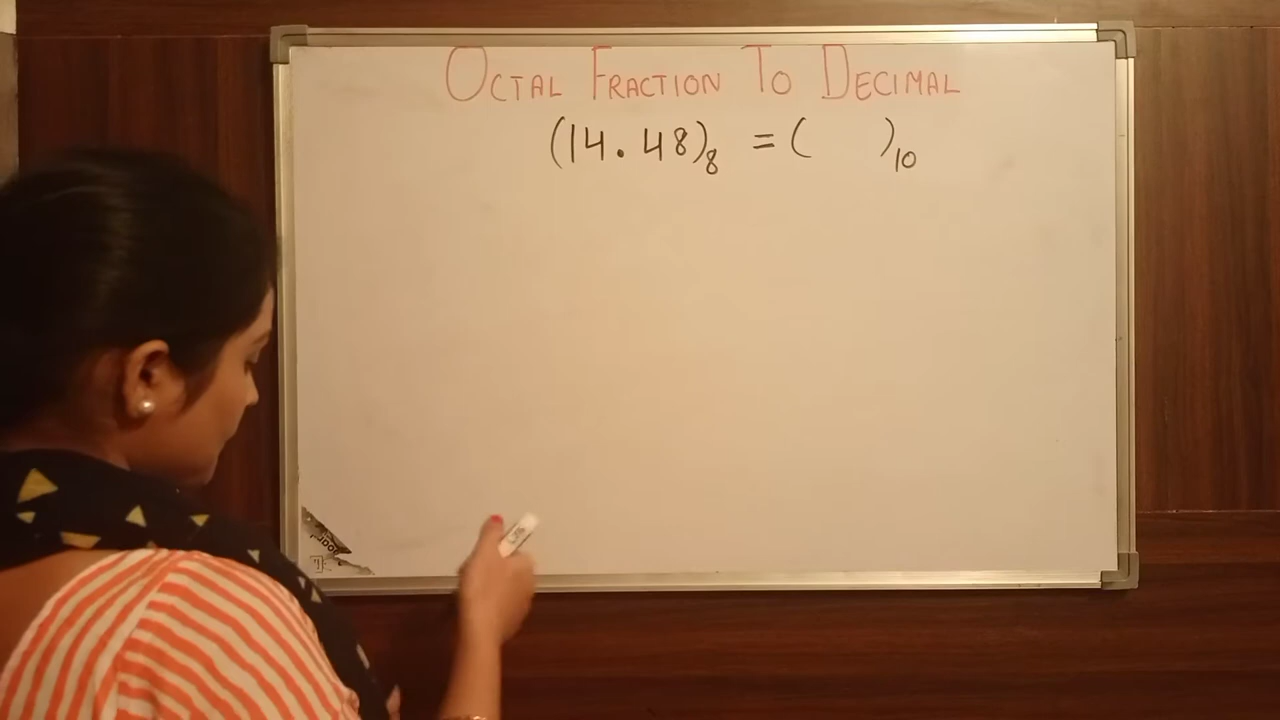 OCTAL FRACTION TO DECIMAL
(14.48)₈ = (   )₁₀